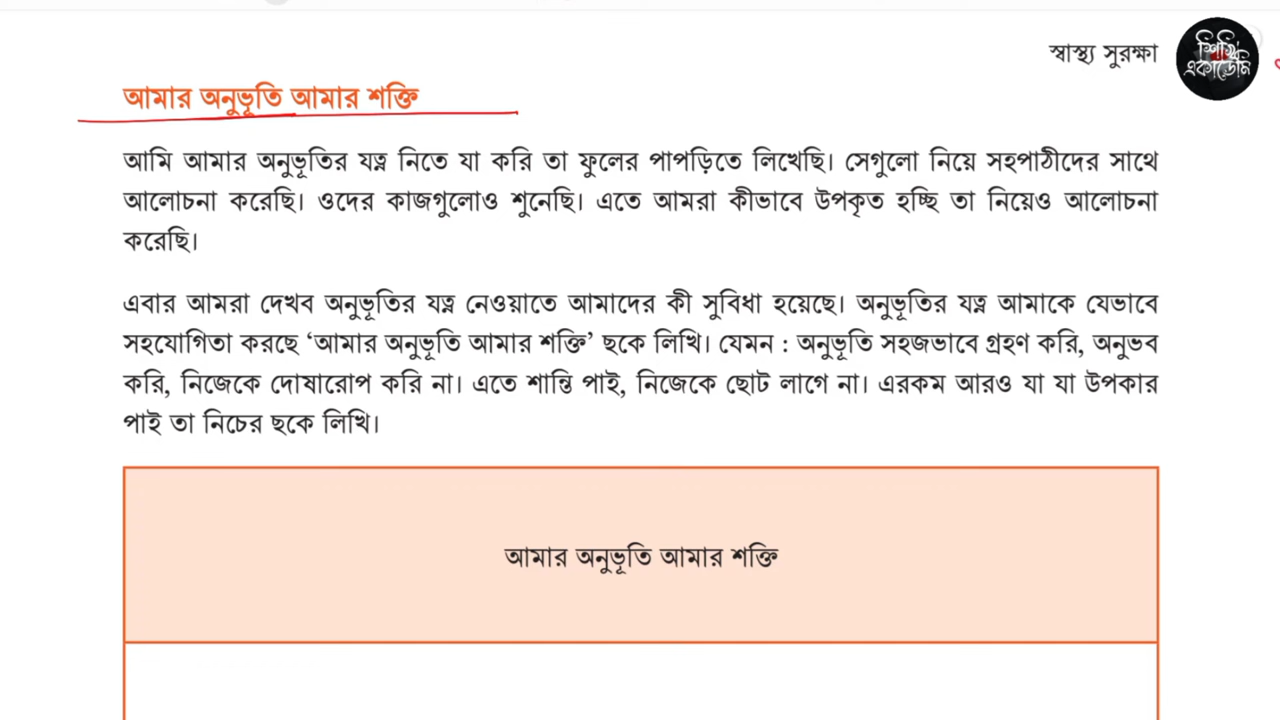 স্বাস্থ্য সুরক্ষা
শিখি
একাডেমি
আমার অনুভূতি আমার শক্তি
আমি আমার অনুভূতির যত্ন নিতে যা করি তা ফুলের পাপড়িতে লিখেছি। সেগুলো নিয়ে সহপাঠীদের সাথে
আলোচনা করেছি। ওদের কাজগুলোও শুনেছি। এতে আমরা কীভাবে উপকৃত হচ্ছি তা নিয়েও আলোচনা
করেছি।
এবার আমরা দেখব অনুভূতির যত্ন নেওয়াতে আমাদের কী সুবিধা হয়েছে। অনুভূতির যত্ন আমাকে যেভাবে
সহযোগিতা করছে ‘আমার অনুভূতি আমার শক্তি’ ছকে লিখি। যেমন : অনুভূতি সহজভাবে গ্রহণ করি, অনুভব
করি, নিজেকে দোষারোপ করি না। এতে শান্তি পাই, নিজেকে ছোট লাগে না। এরকম আরও যা যা উপকার
পাই তা নিচের ছকে লিখি।
আমার অনুভূতি আমার শক্তি